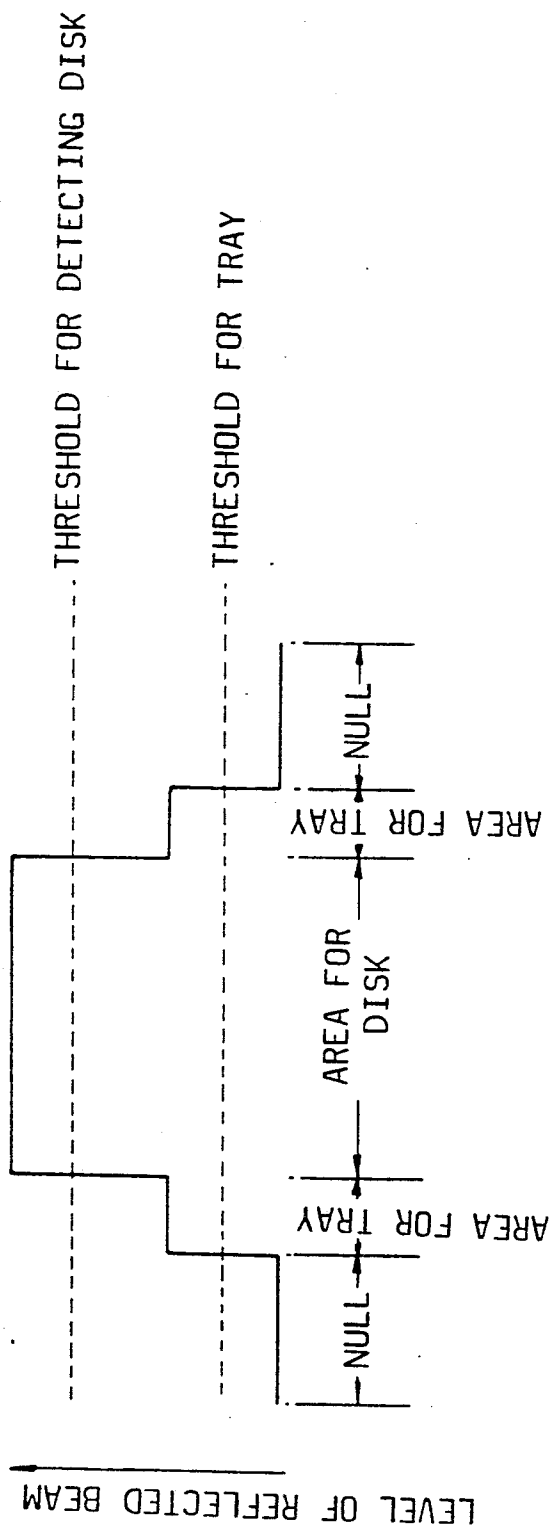 LEVEL OF REFLECTED BEAM
THRESHOLD FOR DETECTING DISK
THRESHOLD FOR TRAY
NULL
AREA FOR TRAY
AREA FOR
DISK
AREA FOR TRAY
NULL